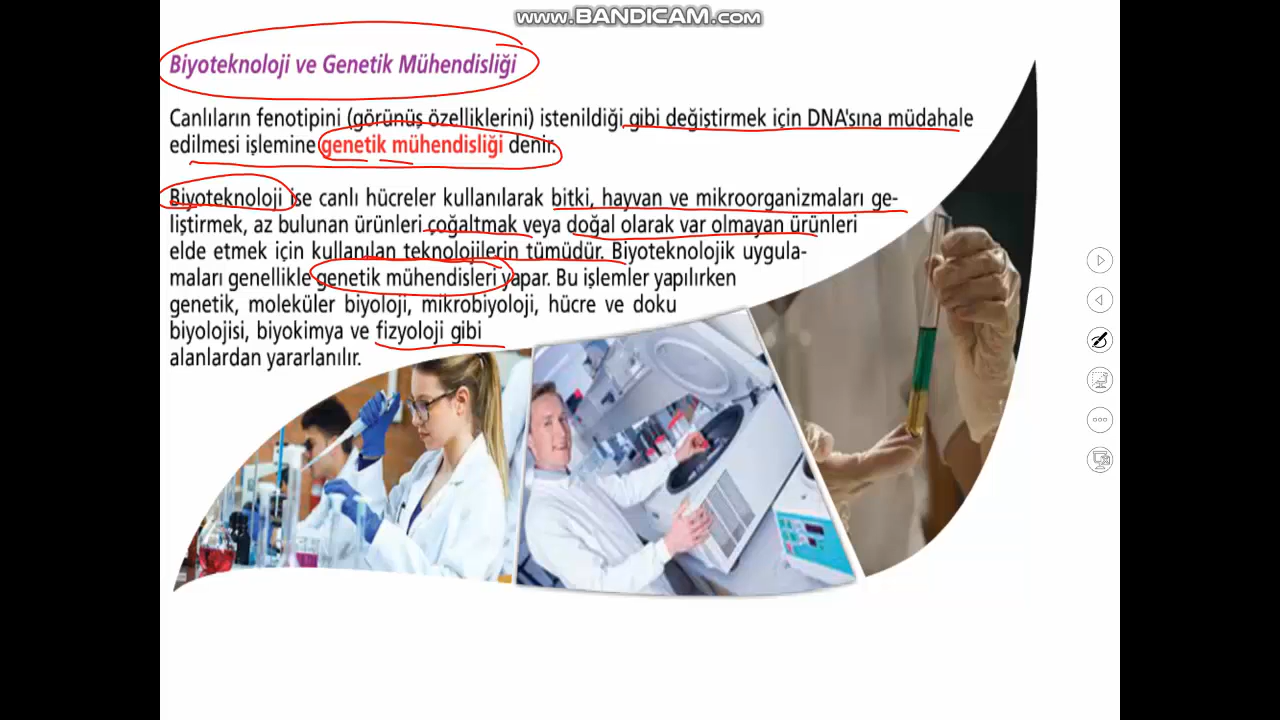 www.BANDICAM.com
Biyoteknoloji ve Genetik Mühendisliği
Canlıların fenotipini (görünüş özelliklerini) istenildiği gibi değiştirmek için DNA'sına müdahale
edilmesi işlemine genetik mühendisliği denir.
Biyoteknoloji ise canlı hücreler kullanılarak bitki, hayvan ve mikroorganizmaları ge-
liştirmek, az bulunan ürünleri çoğaltmak veya doğal olarak var olmayan ürünleri
elde etmek için kullanılan teknolojilerin tümüdür. Biyoteknolojik uygula-
maları genellikle genetik mühendisleri yapar. Bu işlemler yapılırken
genetik, moleküler biyoloji, mikrobiyoloji, hücre ve doku
biyolojisi, biyokimya ve fizyoloji gibi
alanlardan yararlanılır.